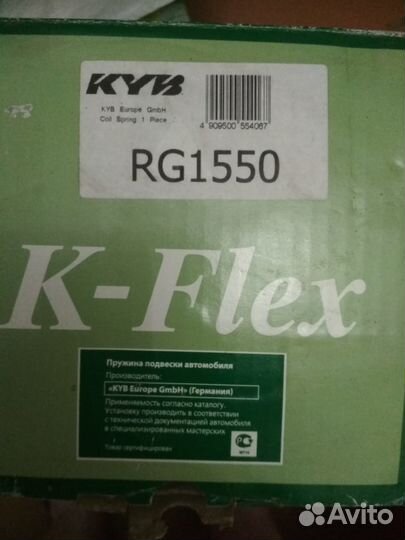 KYB
KYB Europe GmbH
Coil Spring 1 Piece
4 909500 554067
RG1550
K-Flex
Пружина подвески автомобиля
Производитель:
«KYB Europe GmbH» (Германия)
Применяемость согласно каталогу.
Установку производить в соответствии
с технической документацией автомобиля
в специализированных мастерских
Товар сертифицирован
Avito